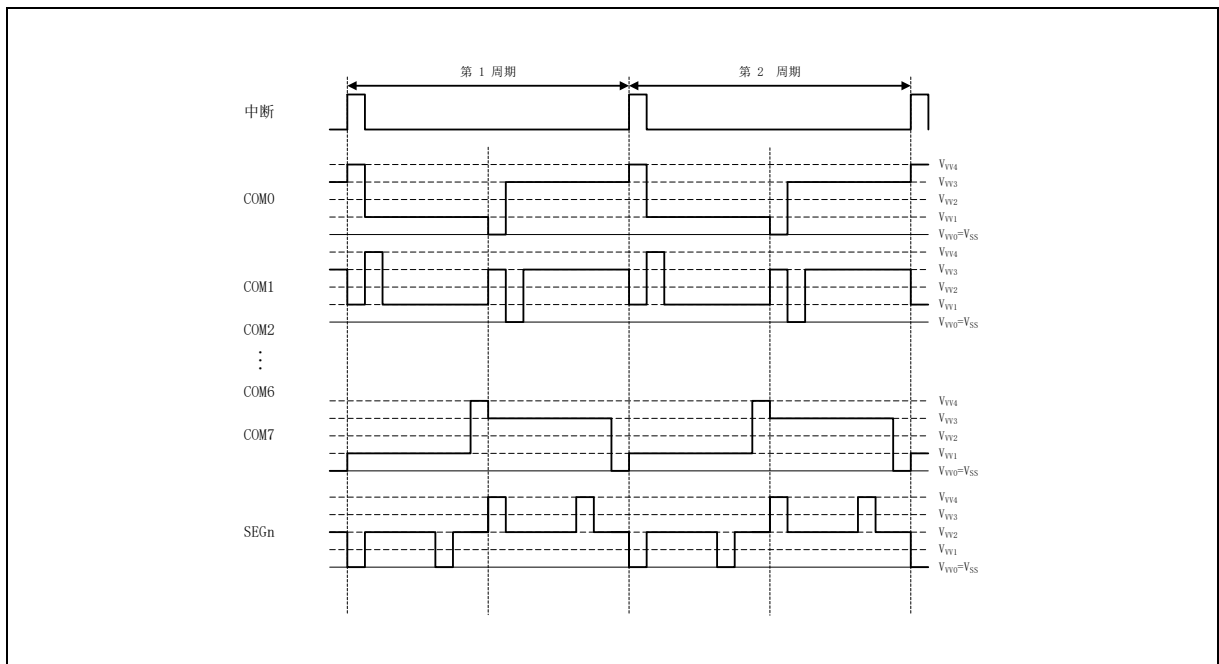 第 1 周期
第 2 周期
中断
COM0
V_VV4
V_VV3
V_VV2
V_VV1
V_VV0=V_SS
COM1
V_VV4
V_VV3
V_VV2
V_VV1
V_VV0=V_SS
COM2
⋮
COM6
COM7
V_VV4
V_VV3
V_VV2
V_VV1
V_VV0=V_SS
SEGn
V_VV4
V_VV3
V_VV2
V_VV1
V_VV0=V_SS